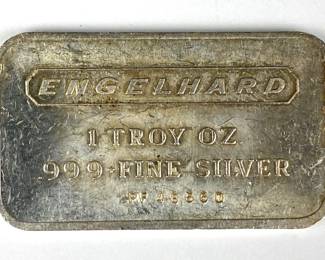 ENGELHARD
1 TROY OZ
999+ FINE SILVER